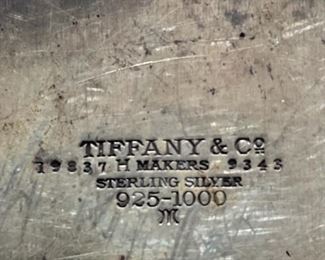 TIFFANY & Cº
19837 H MAKERS 9343
STERLING SILVER
925-1000
M